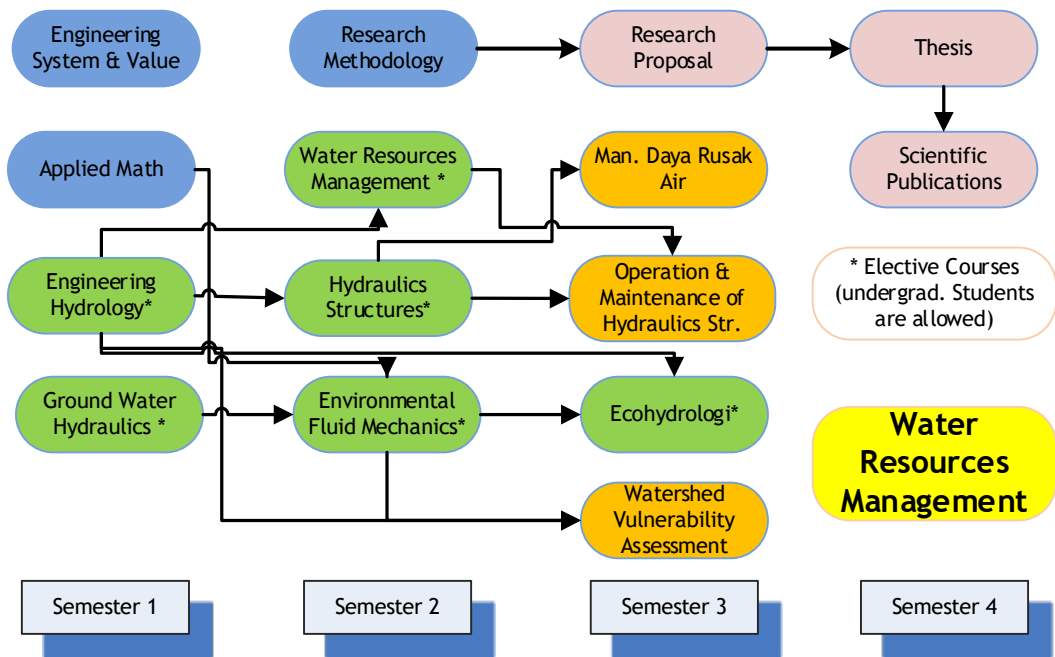 Engineering
System & Value
Research
Methodology
Research
Proposal
Thesis
Applied Math
Water Resources
Management *
Man. Daya Rusak
Air
Scientific
Publications
Engineering
Hydrology*
Hydraulics
Structures*
Operation &
Maintenance of
Hydraulics Str.
* Elective Courses
(undergrad. Students
are allowed)
Ground Water
Hydraulics *
Environmental
Fluid Mechanics*
Ecohydrologi*
Water
Resources
Management
Watershed
Vulnerability
Assessment
Semester 1
Semester 2
Semester 3
Semester 4